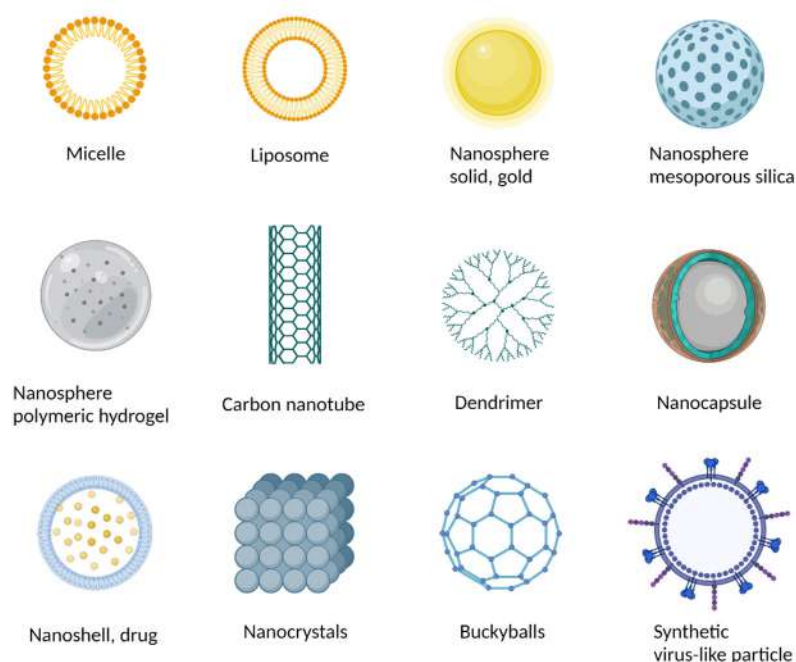 Micelle
Liposome
Nanosphere
solid, gold
Nanosphere
mesoporous silica
Nanosphere
polymeric hydrogel
Carbon nanotube
Dendrimer
Nanocapsule
Nanoshell, drug
Nanocrystals
Buckyballs
Synthetic
virus-like particle